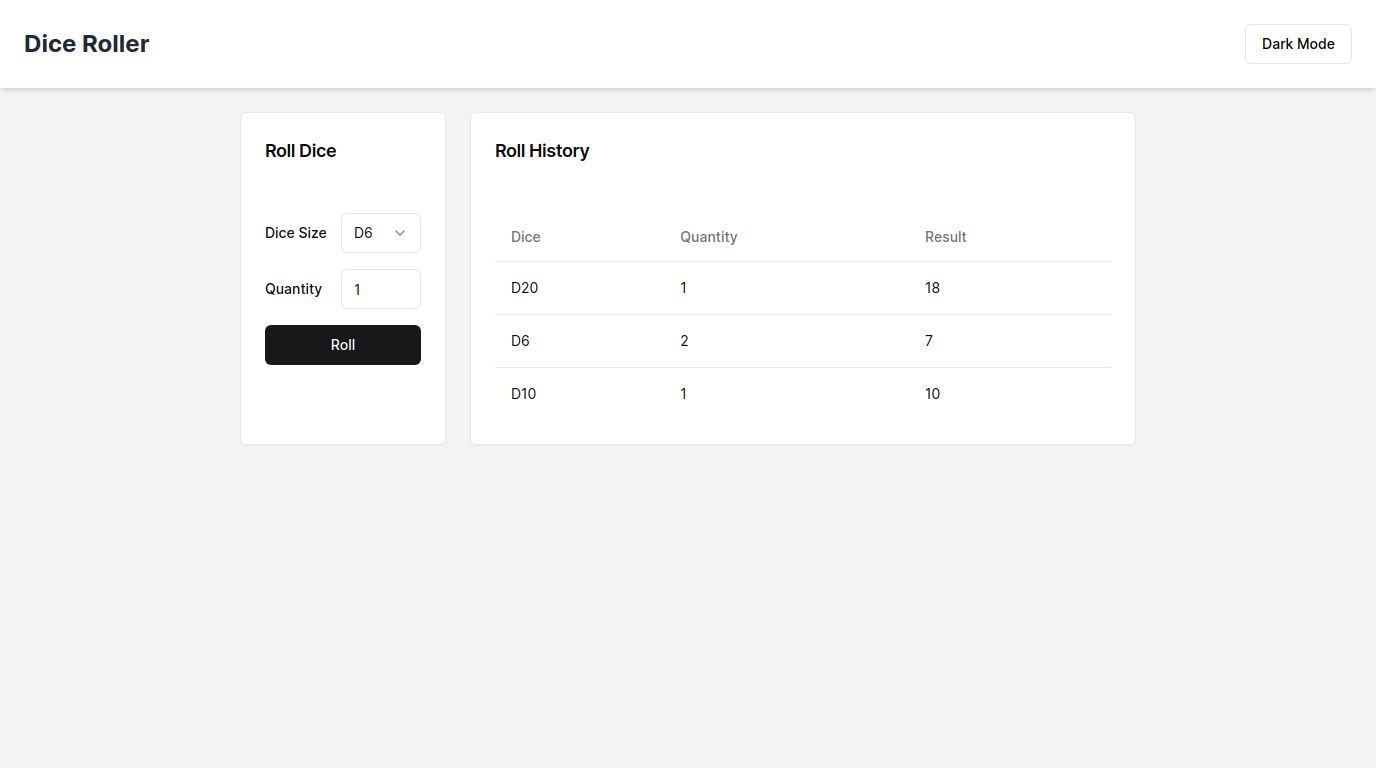 Dice Roller
Dark Mode
Roll Dice
Dice Size D6
Quantity 1
Roll
Roll History
Dice Quantity Result
D20 1 18
D6 2 7
D10 1 10